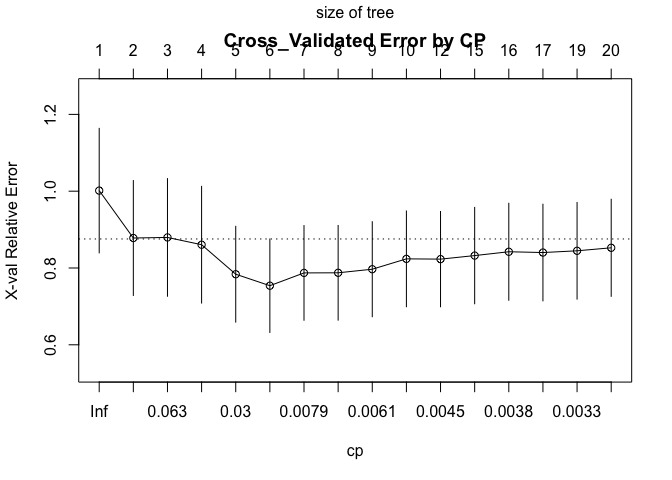 size of tree
Cross_Validated Error by CP
1 2 3 4 5 6 7 8 9 10 12 15 16 17 19 20
X-val Relative Error
1.2
1.0
0.8
0.6
Inf 0.063 0.03 0.0079 0.0061 0.0045 0.0038 0.0033
cp